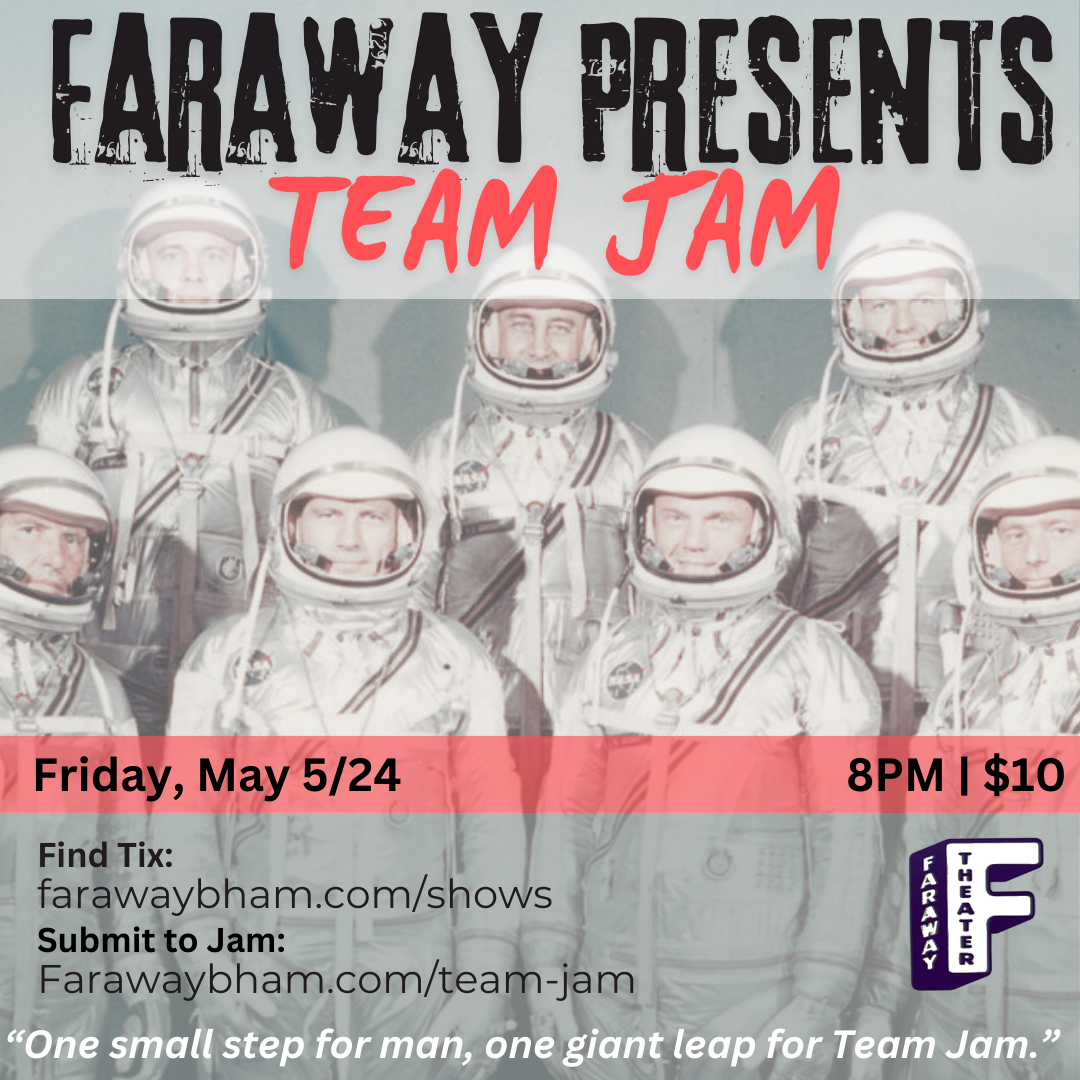 FARAWAY PRESENTS
TEAM JAM
NASA
Friday, May 5/24
8PM | $10
Find Tix:
farawaybham.com/shows
Submit to Jam:
Farawaybham.com/team-jam
FARAWAY
THEATER
F
“One small step for man, one giant leap for Team Jam.”